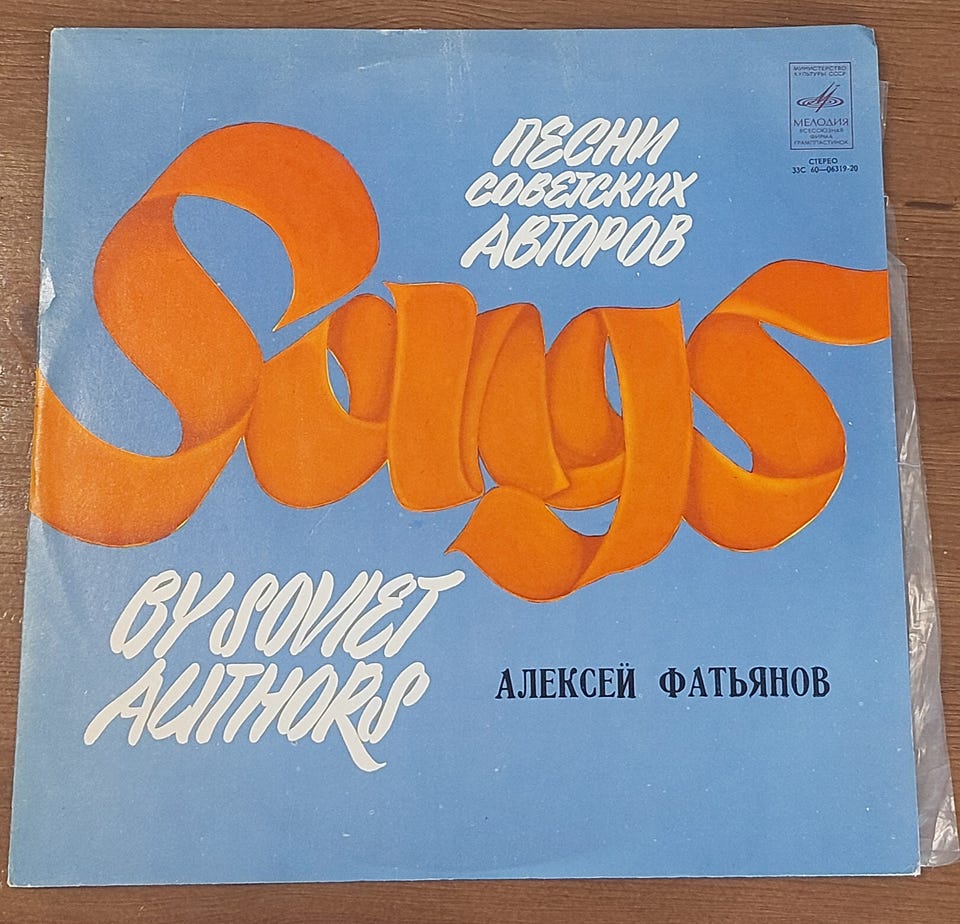 МИНИСТЕРСТВО
КУЛЬТУРЫ СССР
МЕЛОДИЯ
ВСЕСОЮЗНАЯ
ФИРМА
ГРАМПЛАСТИНОК
СТЕРЕО
33С 60—06319-20
ПЕСНИ
СОВЕТСКИХ
АВТОРОВ
Songs
BY SOVIET
AUTHORS
АЛЕКСЕЙ ФАТЬЯНОВ